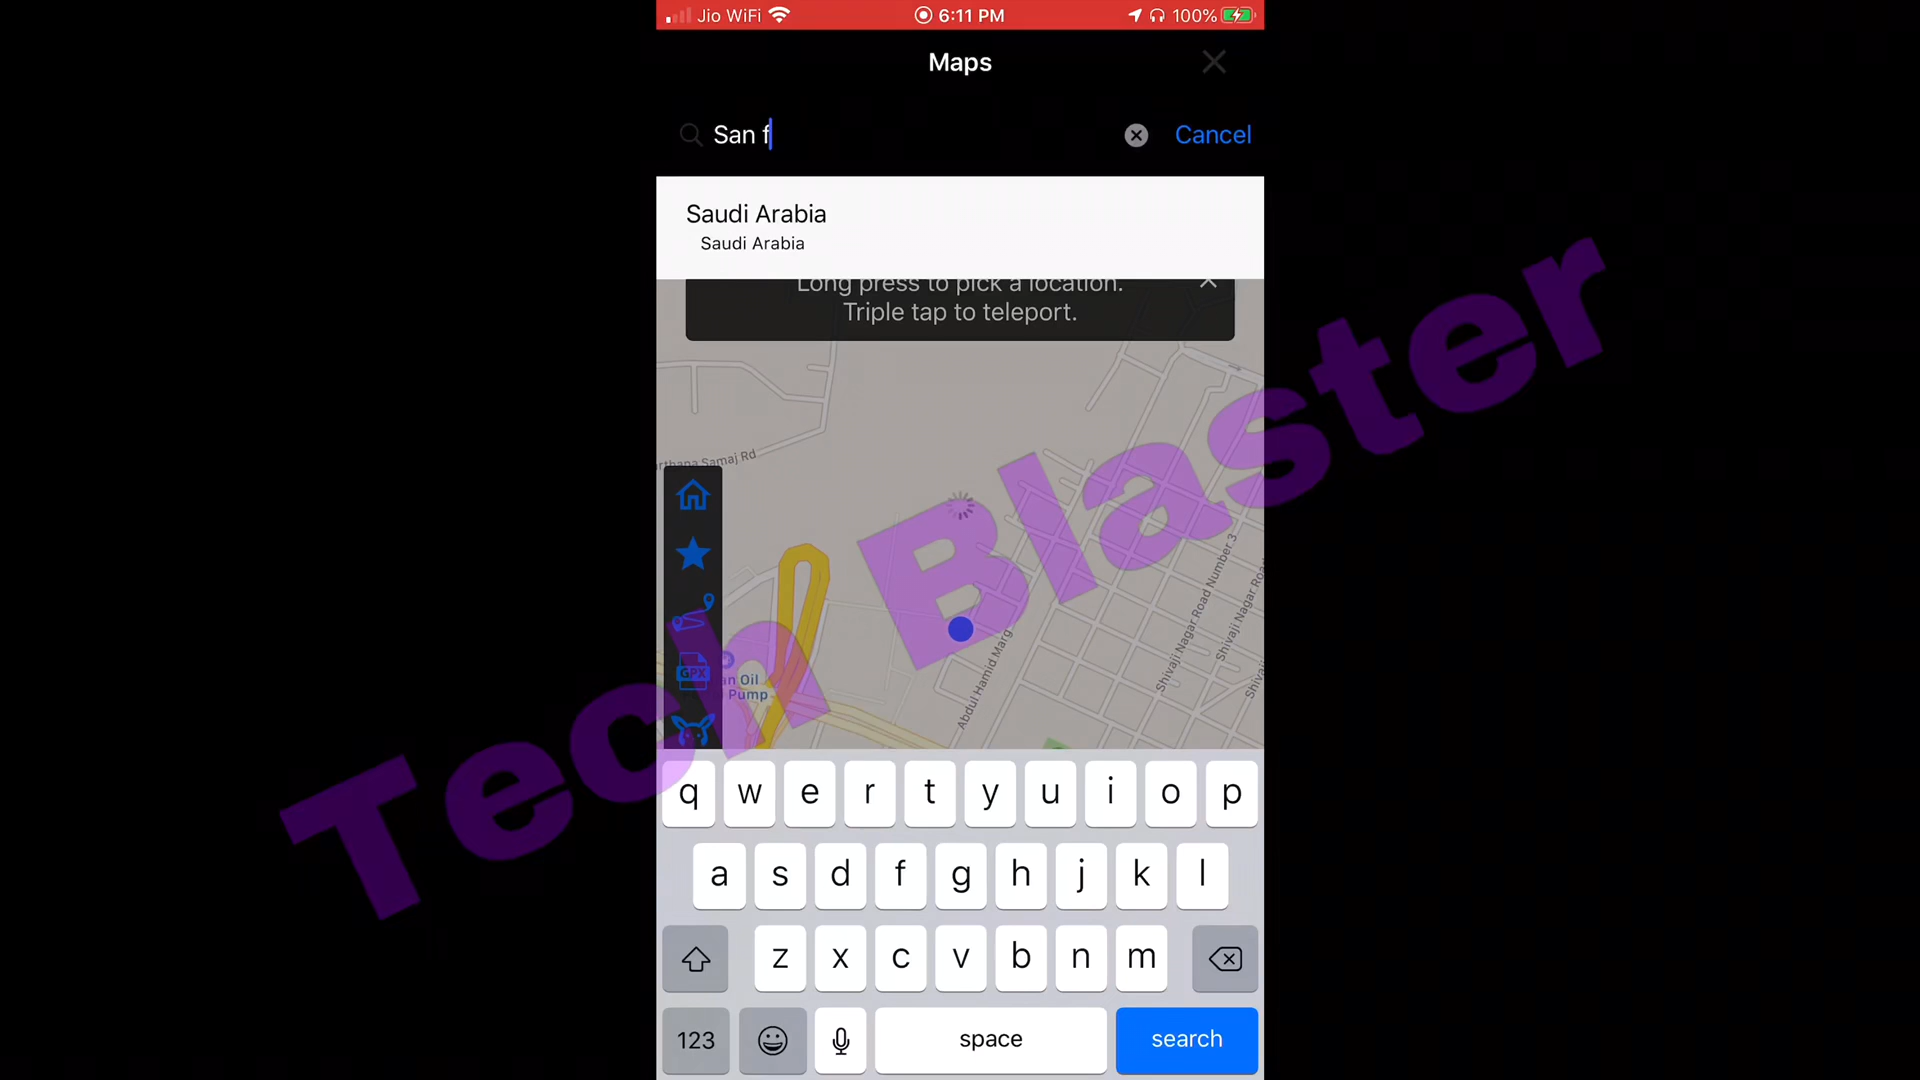 Jio WiFi
6:11 PM
100%
Maps
San f
Cancel
Saudi Arabia
Saudi Arabia
Long press to pick a location.
Triple tap to teleport.
Samaj Rd
Tech Blaster
GPX
Oil
Pump
Abdul Hamid Marg
Shivaji Nagar Road Number 3
Shivaji Nagar Roa
q w e r t y u i o p
a s d f g h j k l
z x c v b n m
123
space
search